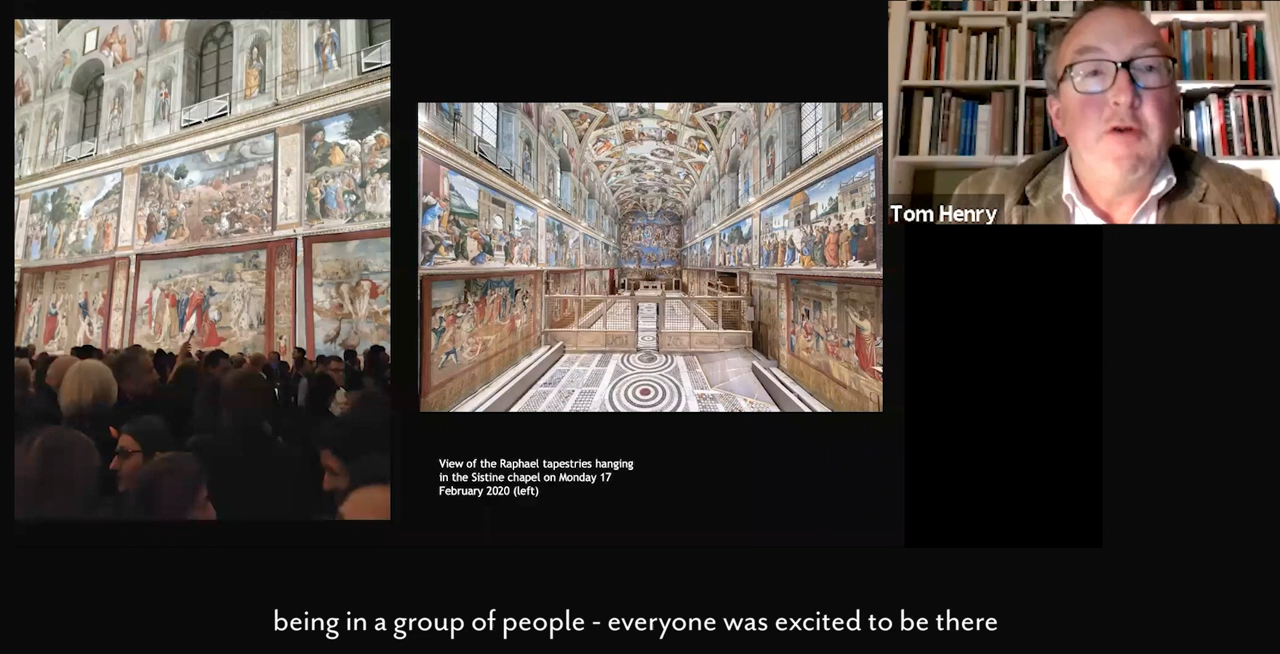 Tom Henry
View of the Raphael tapestries hanging
in the Sistine chapel on Monday 17
February 2020 (left)
being in a group of people - everyone was excited to be there